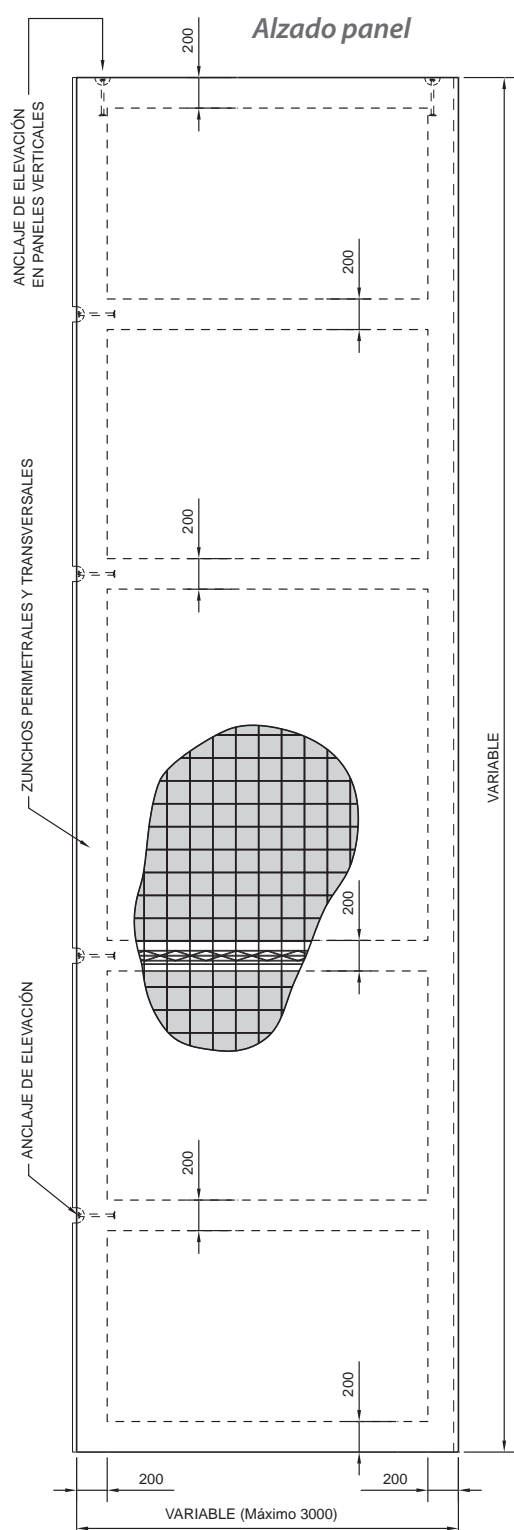 Alzado panel
200
ANCLAJE DE ELEVACIÓN
EN PANELES VERTICALES
200
200
ZUNCHOS PERIMETRALES Y TRANSVERSALES
VARIABLE
200
ANCLAJE DE ELEVACIÓN
200
200
200
200
VARIABLE (Máximo 3000)